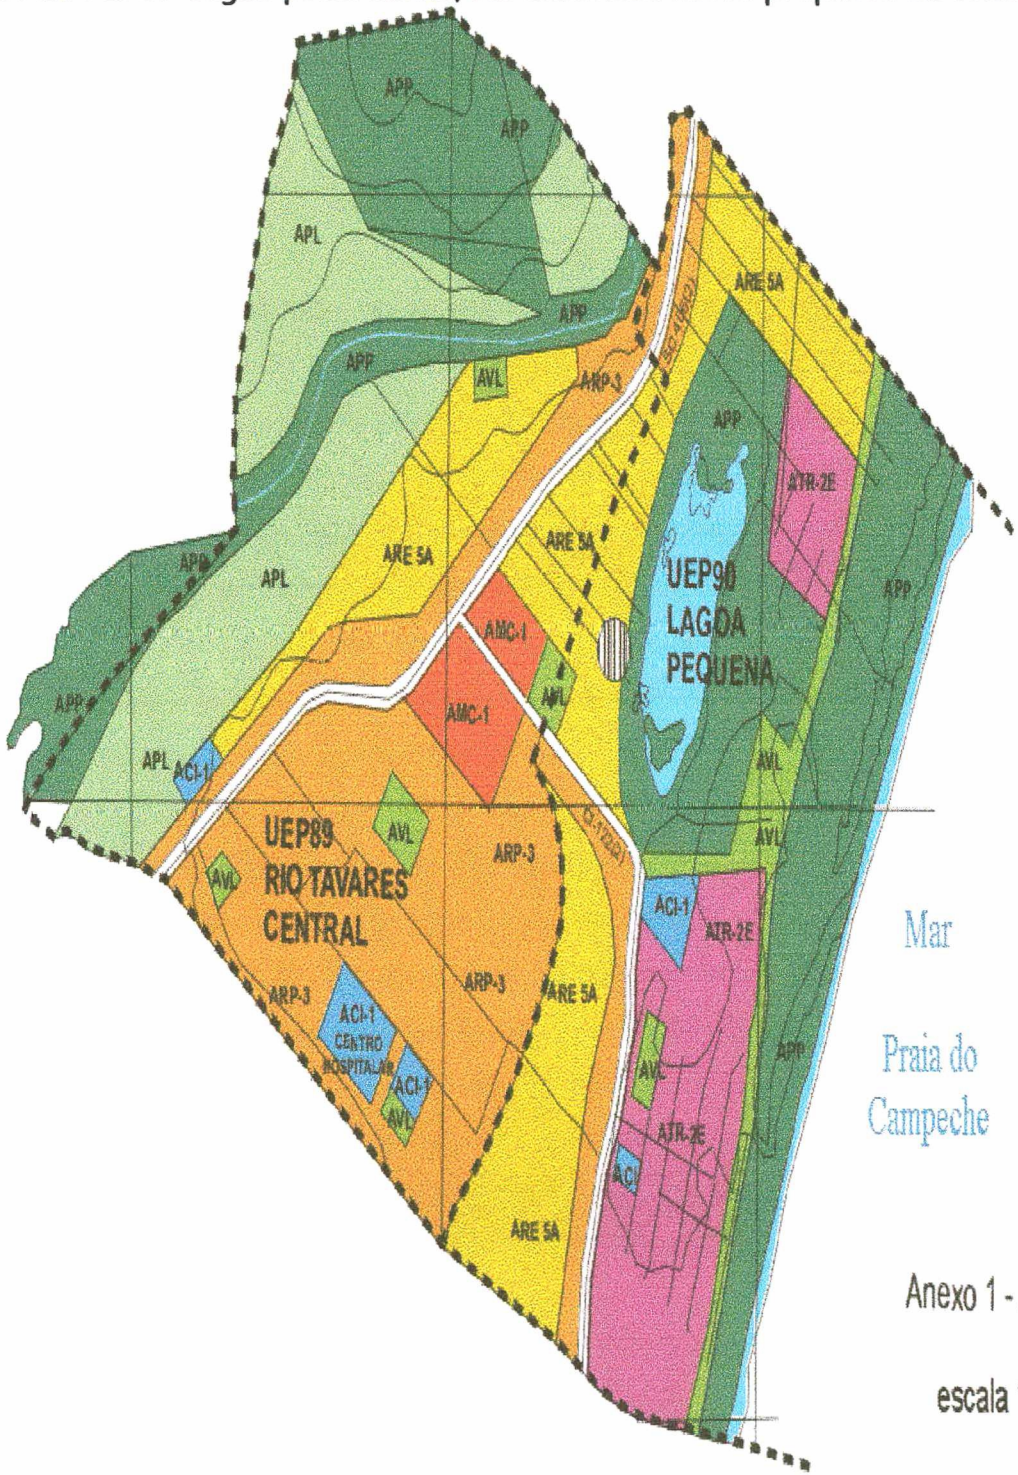 APP
APP
APL
ARE 5A
APP
APP
AVL
ARP-3
APP
ATR-2E
ARE 5A
ARE 5A
APP
APL
APP
UEP90
LAGOA
PEQUENA
AMC-1
APP
AVL
AMC-1
APL
ACI-1
AVL
UEP89
RIO TAVARES
CENTRAL
AVL
ARP-3
AVL
AVL
ACI-1
ATR-2E
Mar
ARP-3
ARP-3
ARE 5A
ACI-1
CENTRO
HOSPITALAR
ACI-1
AVL
AVL
APP
Praia do
Campeche
ATR-2E
ACI
ARE 5A
Anexo 1 -
escala